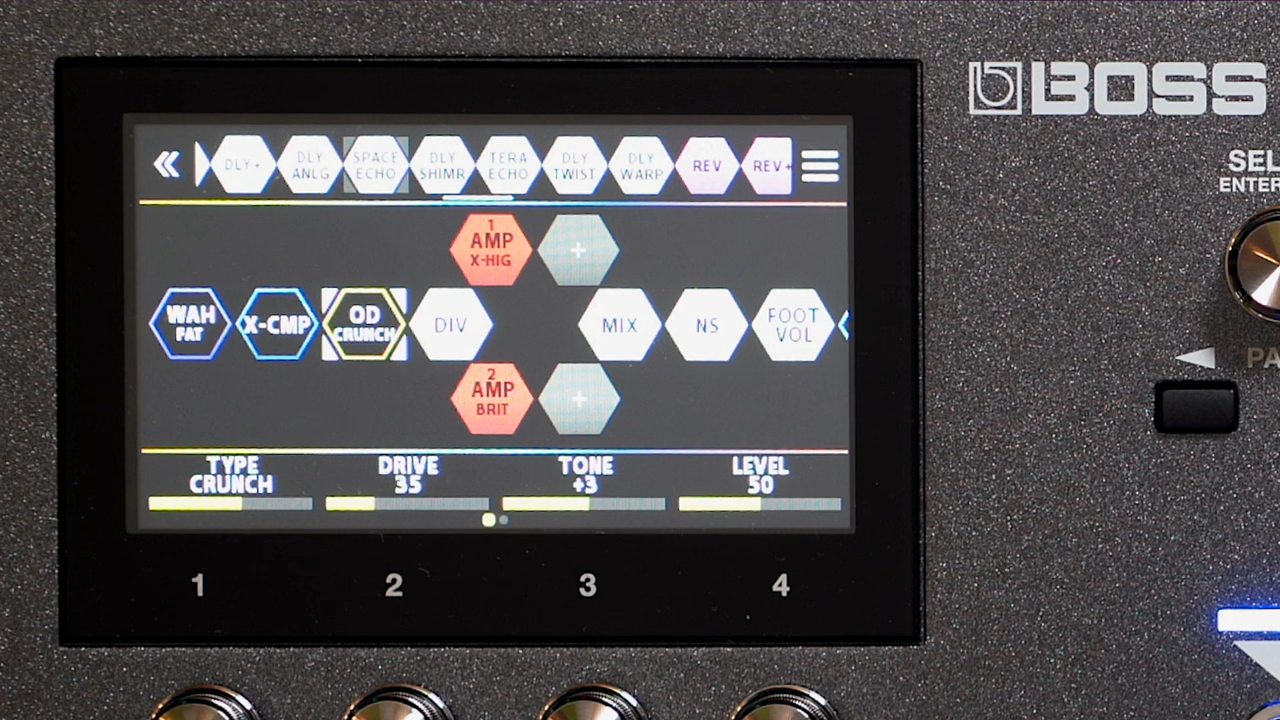 BOSS
SEL
ENTER
DLY+
DLY
ANLG
SPACE
ECHO
DLY
SHIMR
TERA
ECHO
DLY
TWIST
DLY
WARP
REV
REV+
1
AMP
X-HIG
+
WAH
FAT
X-CMP
OD
CRUNCH
DIV
MIX
NS
FOOT
VOL
2
AMP
BRIT
+
PA
TYPE
CRUNCH
DRIVE
35
TONE
+3
LEVEL
50
1 2 3 4